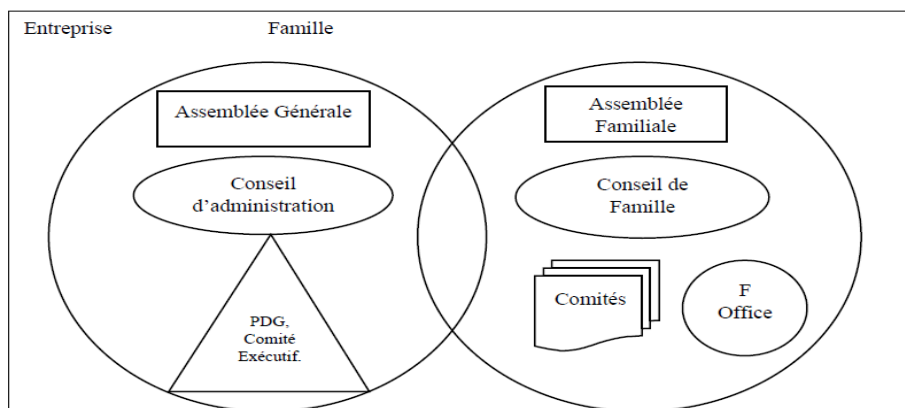 Entreprise Famille
Assemblée Générale
Conseil
d'administration
PDG,
Comité
Exécutif.
Assemblée
Familiale
Conseil de
Famille
Comités
F
Office